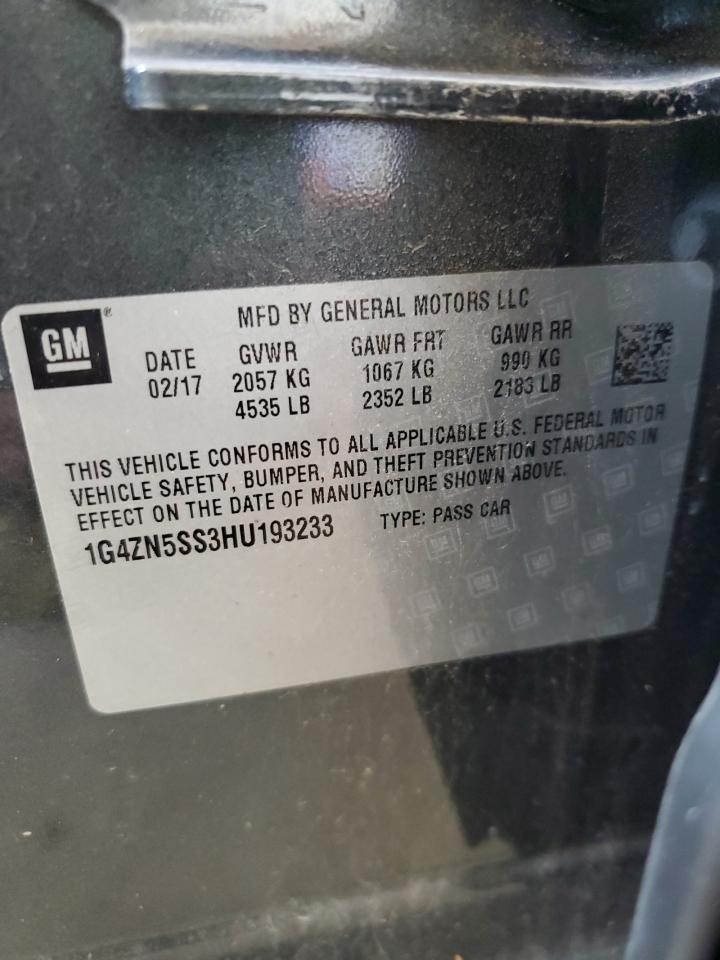 GM®
MFD BY GENERAL MOTORS LLC
DATE GVWR GAWR FRT GAWR RR
02/17 2057 KG 1067 KG 990 KG
4535 LB 2352 LB 2183 LB
THIS VEHICLE CONFORMS TO ALL APPLICABLE U.S. FEDERAL MOTOR
VEHICLE SAFETY, BUMPER, AND THEFT PREVENTION STANDARDS IN
EFFECT ON THE DATE OF MANUFACTURE SHOWN ABOVE.
1G4ZN5SS3HU193233 TYPE: PASS CAR